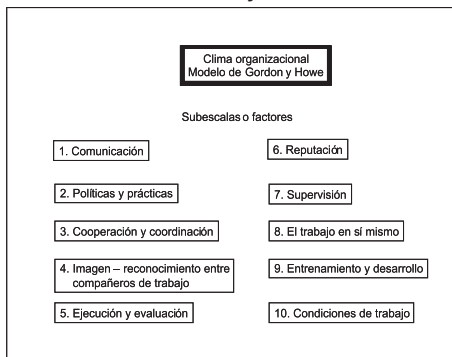 Clima organizacional
Modelo de Gordon y Howe
Subescalas o factores
1. Comunicación
2. Políticas y prácticas
3. Cooperación y coordinación
4. Imagen – reconocimiento entre
compañeros de trabajo
5. Ejecución y evaluación
6. Reputación
7. Supervisión
8. El trabajo en sí mismo
9. Entrenamiento y desarrollo
10. Condiciones de trabajo